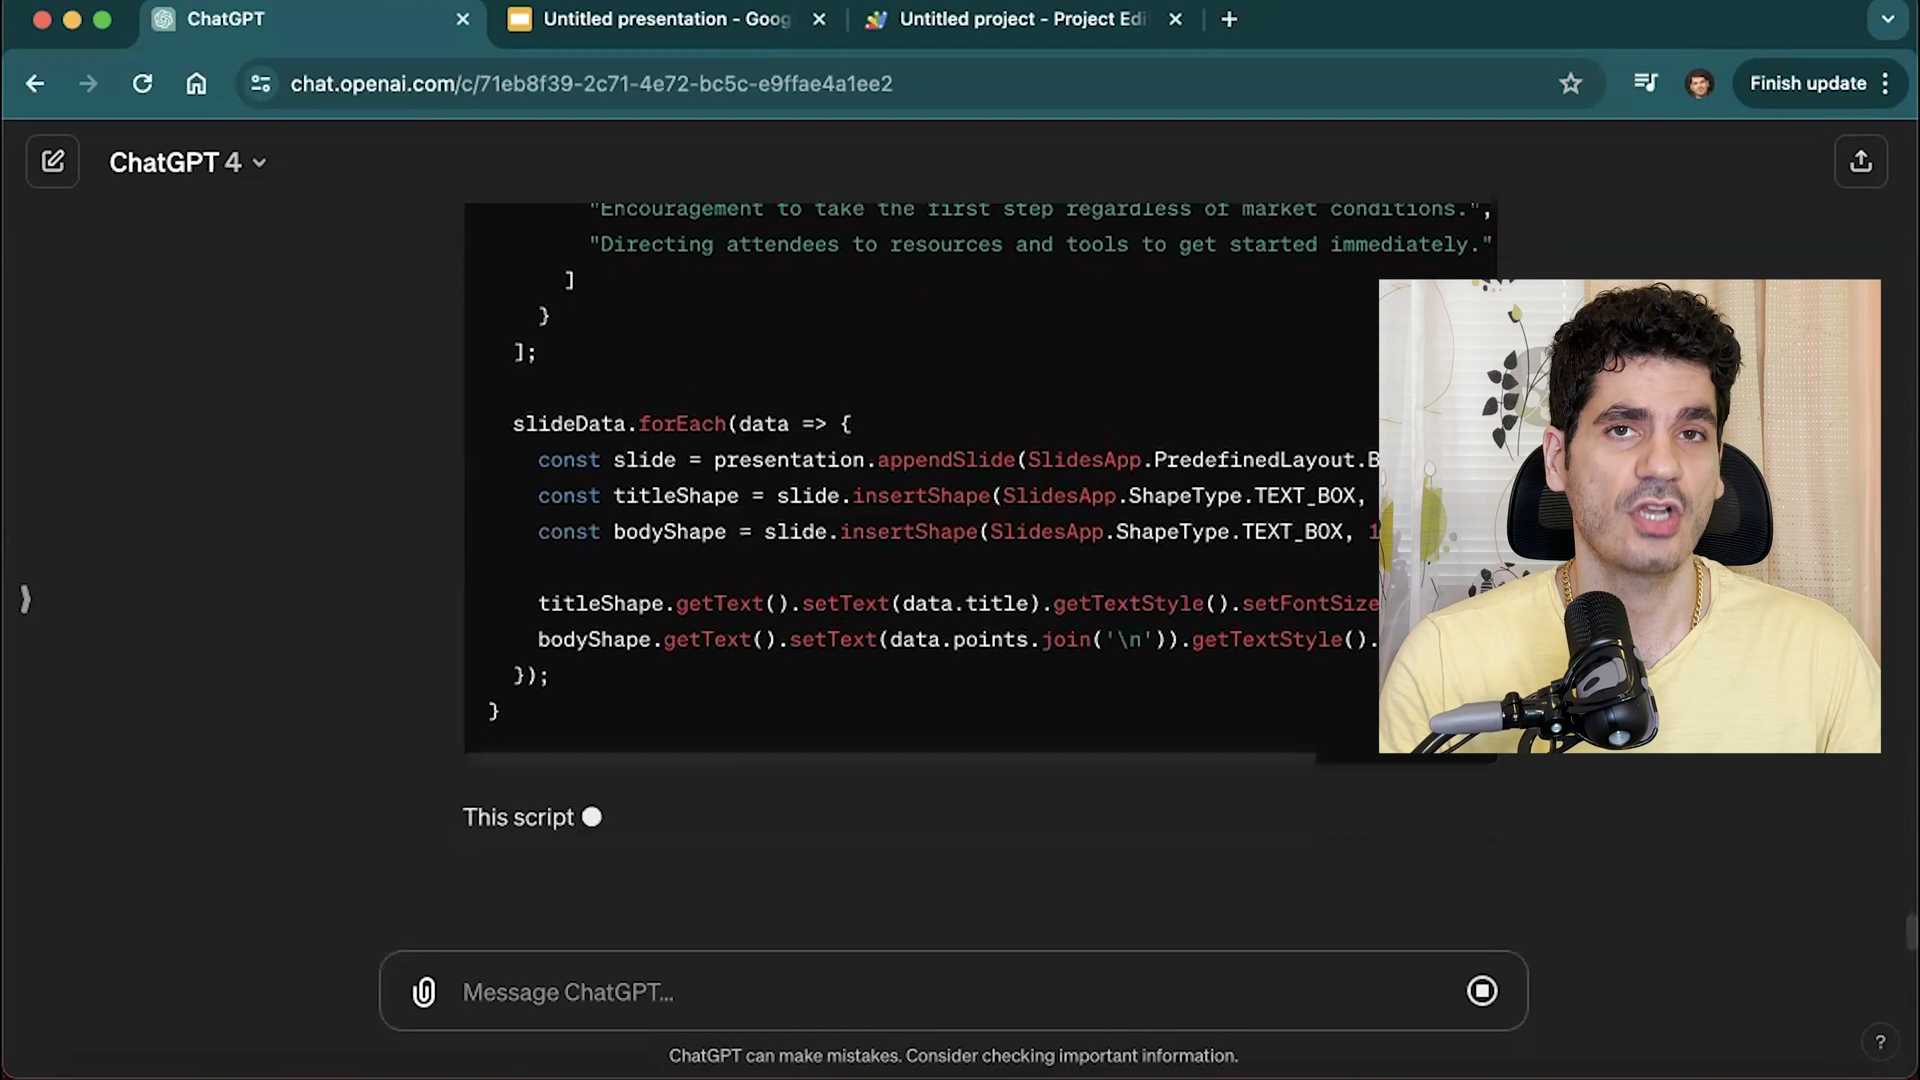 ChatGPT
Untitled presentation - Goog
Untitled project - Project Edi
chat.openai.com/c/71eb8f39-2c71-4e72-bc5c-e9ffae4a1ee2
Finish update
ChatGPT 4
"Encouragement to take the first step regardless of market conditions.",
"Directing attendees to resources and tools to get started immediately."
]
}
];
slideData.forEach(data => {
const slide = presentation.appendSlide(SlidesApp.PredefinedLayout.B
const titleShape = slide.insertShape(SlidesApp.ShapeType.TEXT_BOX,
const bodyShape = slide.insertShape(SlidesApp.ShapeType.TEXT_BOX, 1
titleShape.getText().setText(data.title).getTextStyle().setFontSize
bodyShape.getText().setText(data.points.join('\n')).getTextStyle().
});
}
This script
Message ChatGPT...
ChatGPT can make mistakes. Consider checking important information.
?